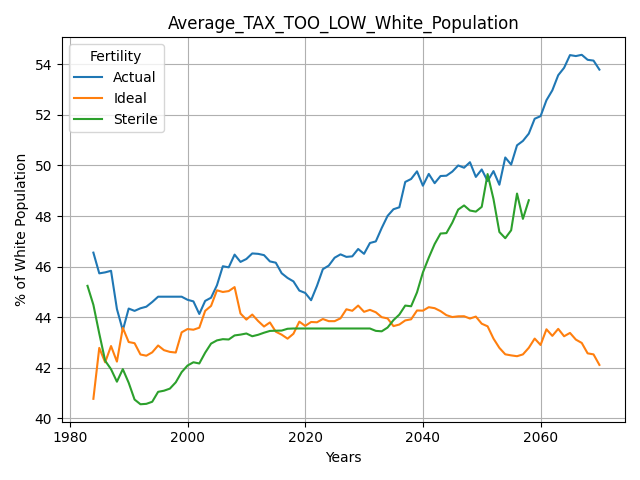 Average_TAX_TOO_LOW_White_Population
Fertility
Actual
Ideal
Sterile
% of White Population
54
52
50
48
46
44
42
40
1980
2000
2020
2040
2060
Years